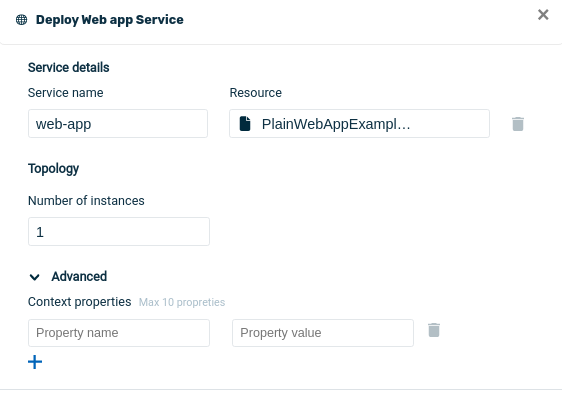 Deploy Web app Service
Service details
Service name Resource
web-app PlainWebAppExampl…
Topology
Number of instances
1
Advanced
Context properties Max 10 propreties
Property name Property value